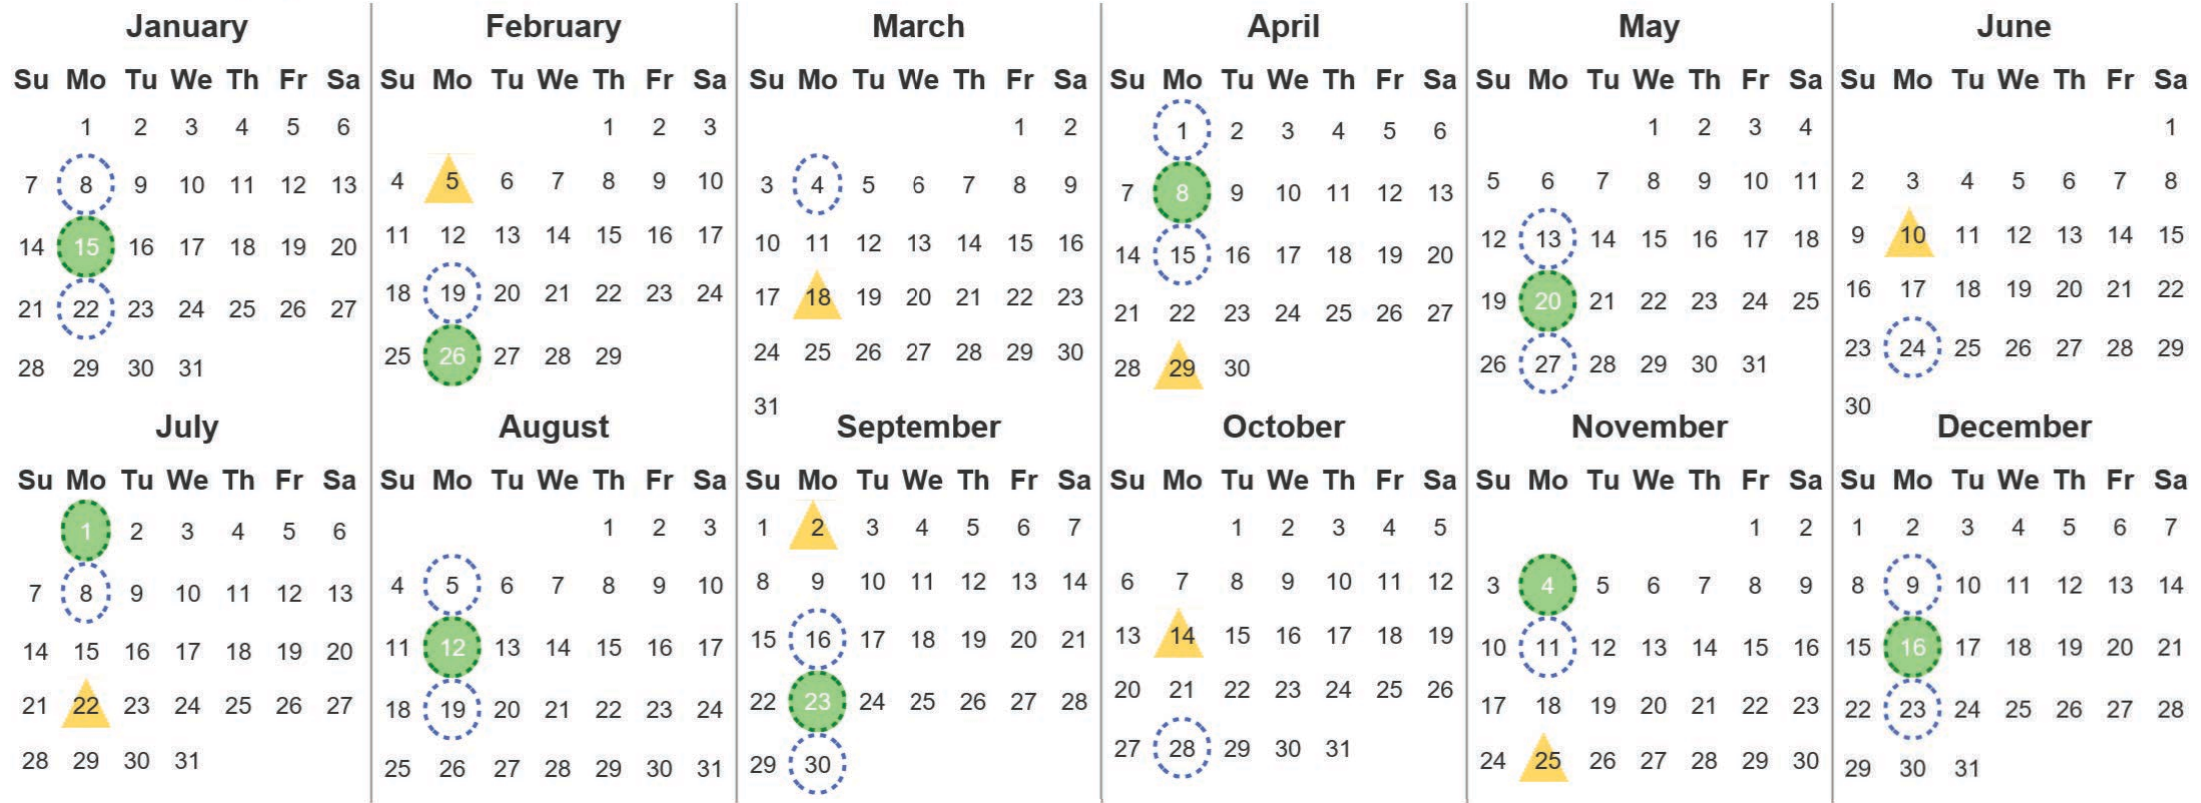 January February March April May June
Su Mo Tu We Th Fr Sa Su Mo Tu We Th Fr Sa Su Mo Tu We Th Fr Sa Su Mo Tu We Th Fr Sa Su Mo Tu We Th Fr Sa Su Mo Tu We Th Fr Sa
1 2 3 4 5 6 1 2 3 1 2 1 2 3 4 5 6 1 2 3 4 1
7 8 9 10 11 12 13 4 5 6 7 8 9 10 3 4 5 6 7 8 9 7 8 9 10 11 12 13 5 6 7 8 9 10 11 2 3 4 5 6 7 8
14 15 16 17 18 19 20 11 12 13 14 15 16 17 10 11 12 13 14 15 16 14 15 16 17 18 19 20 12 13 14 15 16 17 18 9 10 11 12 13 14 15
21 22 23 24 25 26 27 18 19 20 21 22 23 24 17 18 19 20 21 22 23 21 22 23 24 25 26 27 19 20 21 22 23 24 25 16 17 18 19 20 21 22
28 29 30 31 25 26 27 28 29 24 25 26 27 28 29 30 28 29 30 26 27 28 29 30 31 23 24 25 26 27 28 29
31 30
July August September October November December
Su Mo Tu We Th Fr Sa Su Mo Tu We Th Fr Sa Su Mo Tu We Th Fr Sa Su Mo Tu We Th Fr Sa Su Mo Tu We Th Fr Sa Su Mo Tu We Th Fr Sa
1 2 3 4 5 6 1 2 3 1 2 3 4 5 6 7 1 2 3 4 5 1 2 1 2 3 4 5 6 7
7 8 9 10 11 12 13 4 5 6 7 8 9 10 8 9 10 11 12 13 14 6 7 8 9 10 11 12 3 4 5 6 7 8 9 8 9 10 11 12 13 14
14 15 16 17 18 19 20 11 12 13 14 15 16 17 15 16 17 18 19 20 21 13 14 15 16 17 18 19 10 11 12 13 14 15 16 15 16 17 18 19 20 21
21 22 23 24 25 26 27 18 19 20 21 22 23 24 22 23 24 25 26 27 28 20 21 22 23 24 25 26 17 18 19 20 21 22 23 22 23 24 25 26 27 28
28 29 30 31 25 26 27 28 29 30 31 29 30 27 28 29 30 31 24 25 26 27 28 29 30 29 30 31